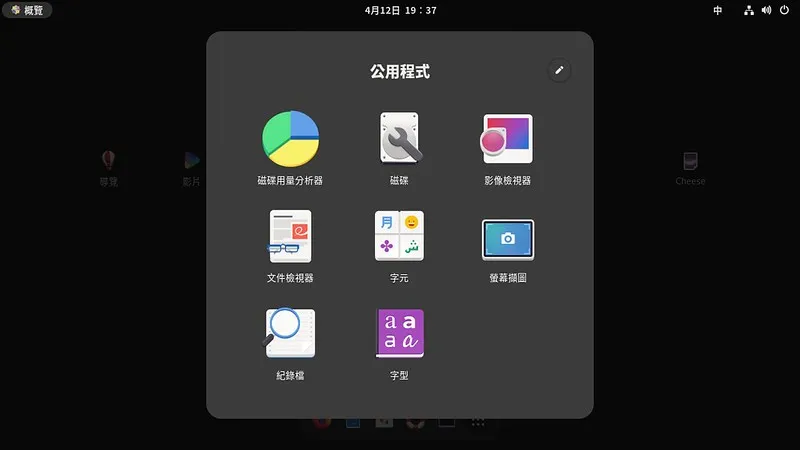 概覽
4月12日 19：37
中
公用程式
磁碟用量分析器
磁碟
影像檢視器
導覽
影片
Cheese
月
ش
文件檢視器
字元
螢幕擷圖
a a
a a
紀錄檔
字型